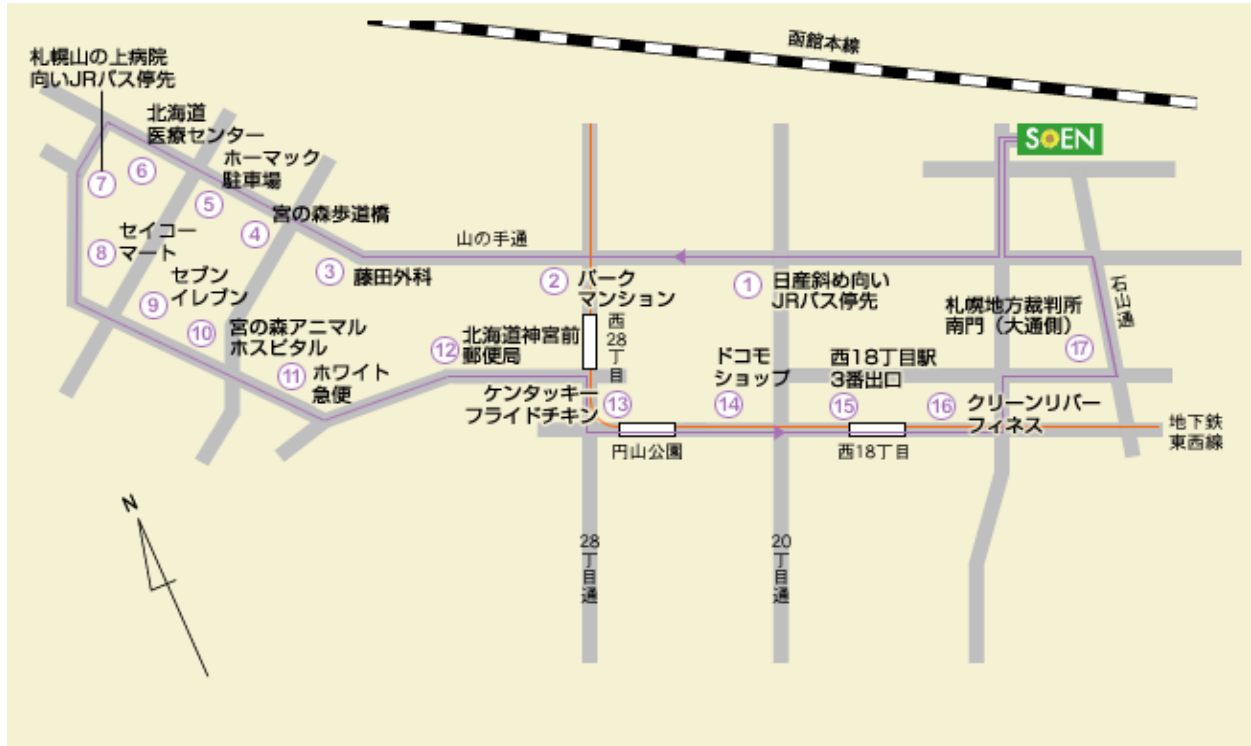 函館本線
札幌山の上病院
向いJRバス停先
北海道
医療センター
ホーマック
駐車場
SOEN
⑥
⑦
⑤
宮の森歩道橋
④
山の手通
セイコー
マート
⑧
③
藤田外科
②
パーク
マンション
①
日産斜め向い
JRバス停先
石山通
セブン
イレブン
⑨
札幌地方裁判所
南門(大通側)
⑰
⑩
宮の森アニマル
ホスピタル
⑫
北海道神宮前
郵便局
西28丁目
ドコモ
ショップ
⑭
西18丁目駅
3番出口
⑮
⑪
ホワイト
急便
ケンタッキー
フライドチキン
⑬
⑯
クリーンリバー
フィネス
地下鉄
東西線
円山公園
西18丁目
N
28丁目通
20丁目通